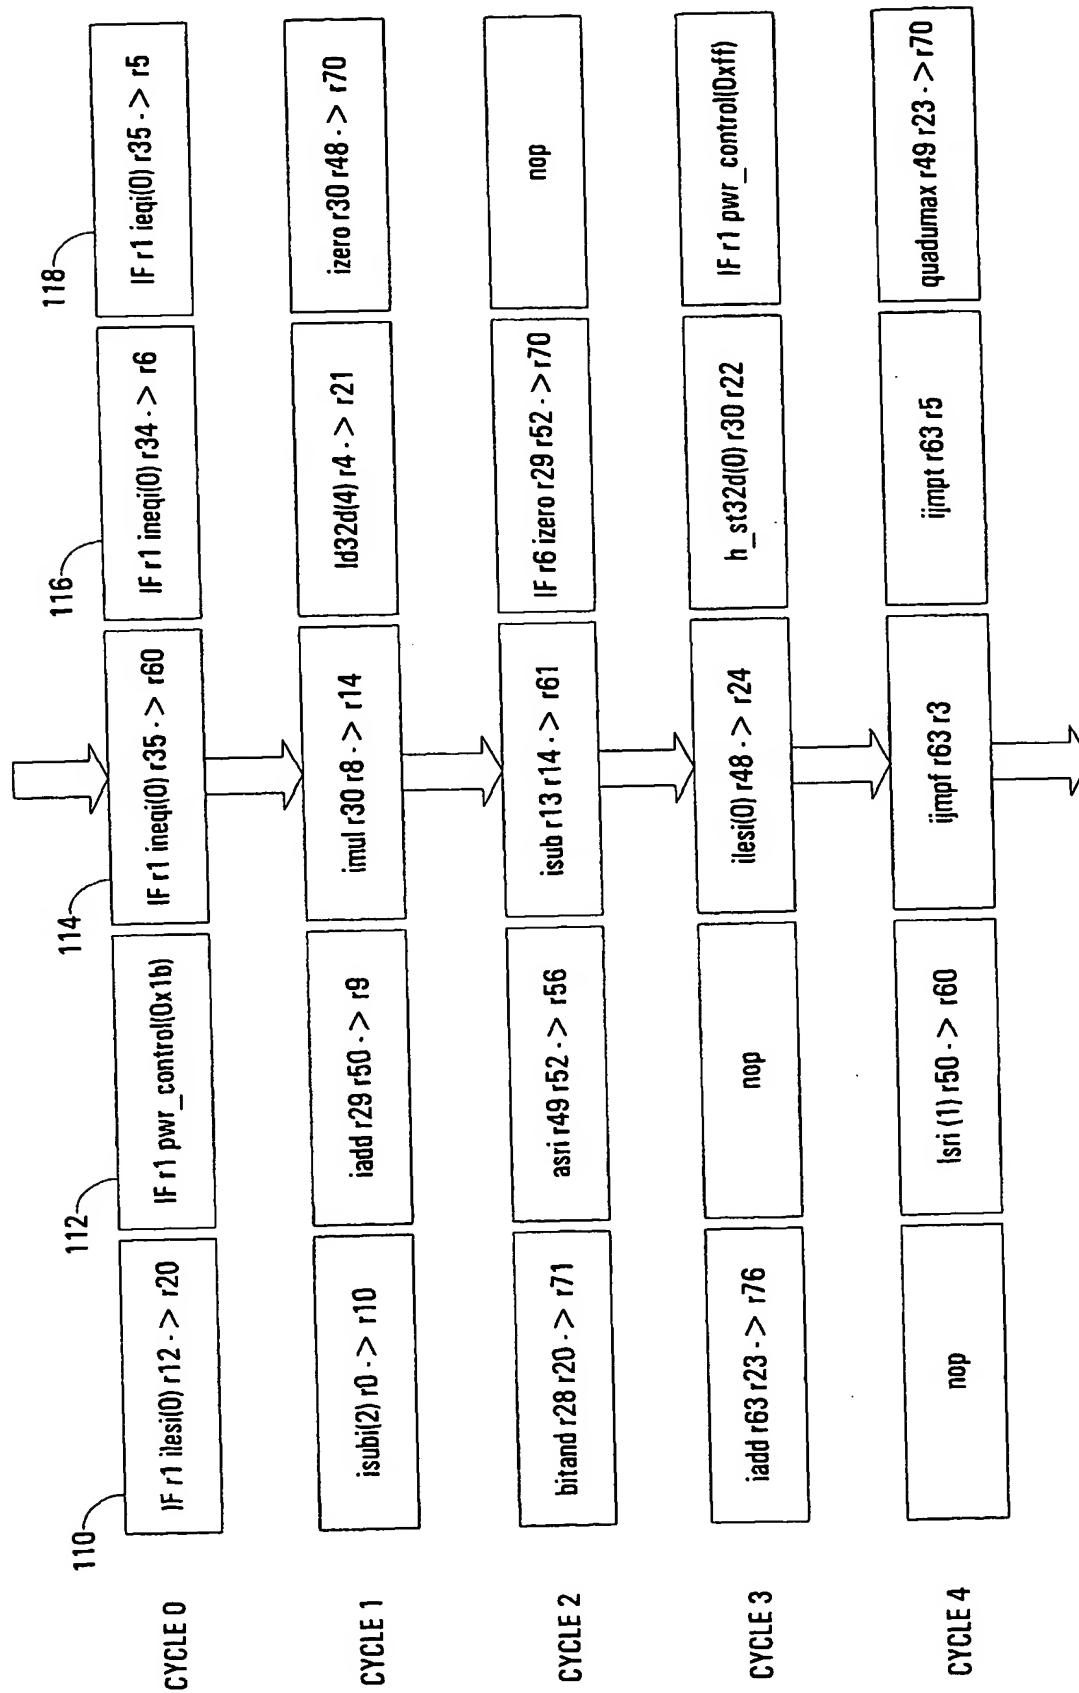 110
112
114
116
118
CYCLE 0
IF r1 ilesi(0) r12 -> r20
IF r1 pwr_control(0x1b)
IF r1 ineqi(0) r35 -> r60
IF r1 ineqi(0) r34 -> r6
IF r1 ieqi(0) r35 -> r5
CYCLE 1
isubi(2) r0 -> r10
iadd r29 r50 -> r9
imul r30 r8 -> r14
ld32d(4) r4 -> r21
izero r30 r48 -> r70
CYCLE 2
bitand r28 r20 -> r71
asri r49 r52 -> r56
isub r13 r14 -> r61
IF r6 izero r29 r52 -> r70
nop
CYCLE 3
iadd r63 r23 -> r76
nop
ilesi(0) r48 -> r24
h_st32d(0) r30 r22
IF r1 pwr_control(0xff)
CYCLE 4
nop
lsri (1) r50 -> r60
ijmpf r63 r3
ijmpt r63 r5
quadumax r49 r23 -> r70